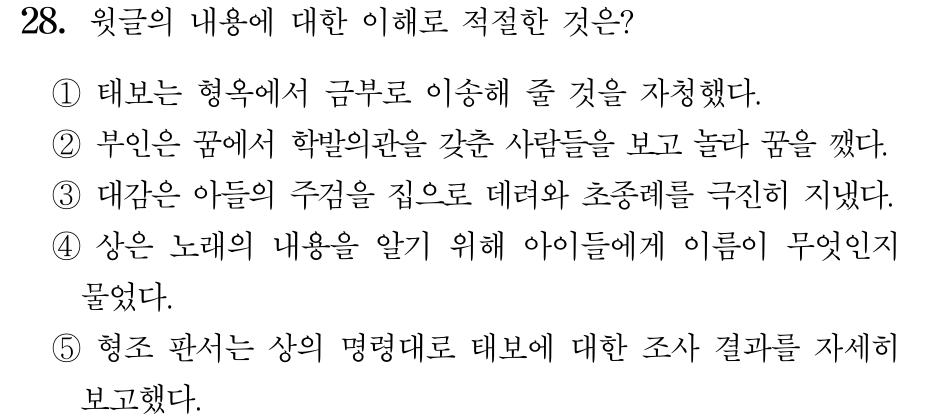 28. 윗글의 내용에 대한 이해로 적절한 것은?
① 태보는 형옥에서 금부로 이송해 줄 것을 자청했다.
② 부인은 꿈에서 학발의관을 갖춘 사람들을 보고 놀라 꿈을 깼다.
③ 대감은 아들의 주검을 집으로 데려와 초종례를 극진히 지냈다.
④ 상은 노래의 내용을 알기 위해 아이들에게 이름이 무엇인지
물었다.
⑤ 형조 판서는 상의 명령대로 태보에 대한 조사 결과를 자세히
보고했다.